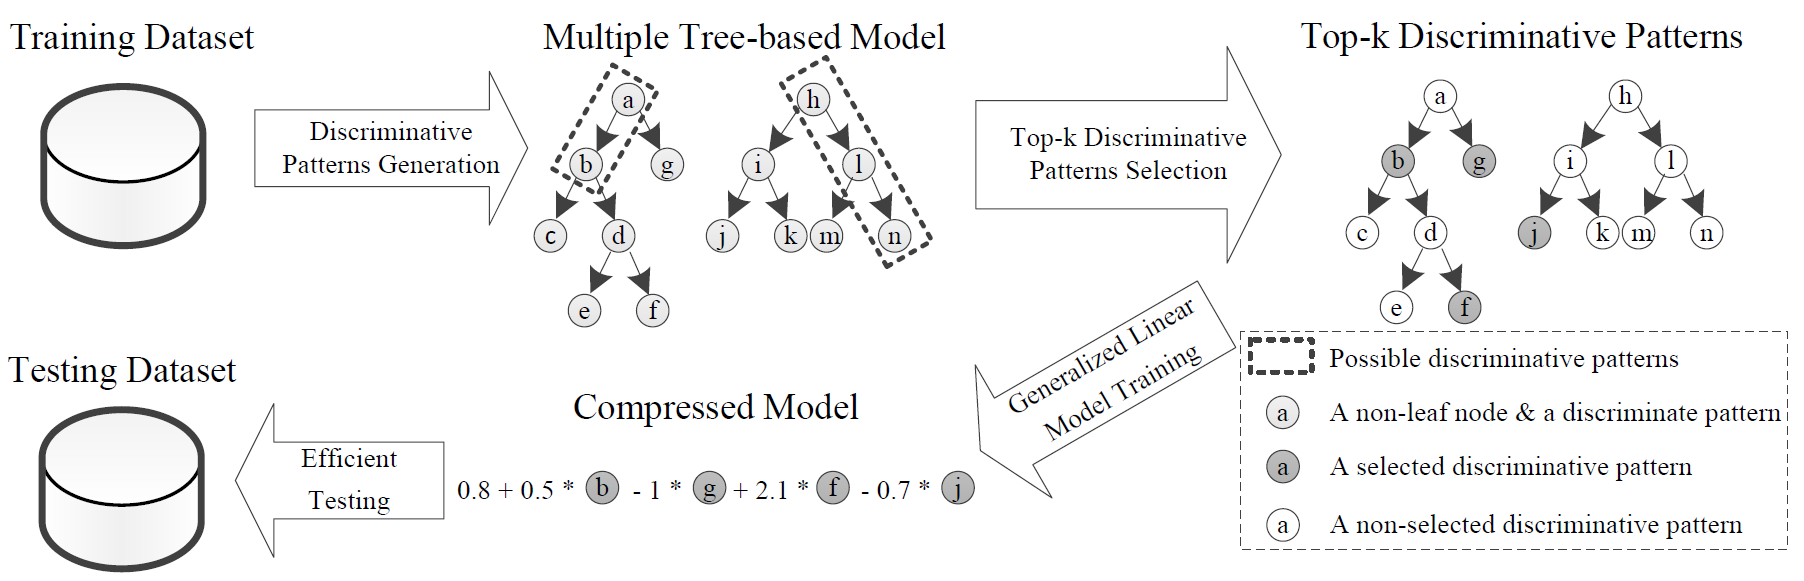 Training Dataset
Multiple Tree-based Model
Top-k Discriminative Patterns
Discriminative
Patterns Generation
a
b
g
c
d
e
f
h
i
l
j
k
m
n
Top-k Discriminative
Patterns Selection
a
b
g
c
d
e
f
h
i
l
j
k
m
n
Generalized Linear
Model Training
Possible discriminative patterns
a A non-leaf node & a discriminate pattern
a A selected discriminative pattern
a A non-selected discriminative pattern
Testing Dataset
Compressed Model
Efficient
Testing
0.8 + 0.5 * b - 1 * g + 2.1 * f - 0.7 * j